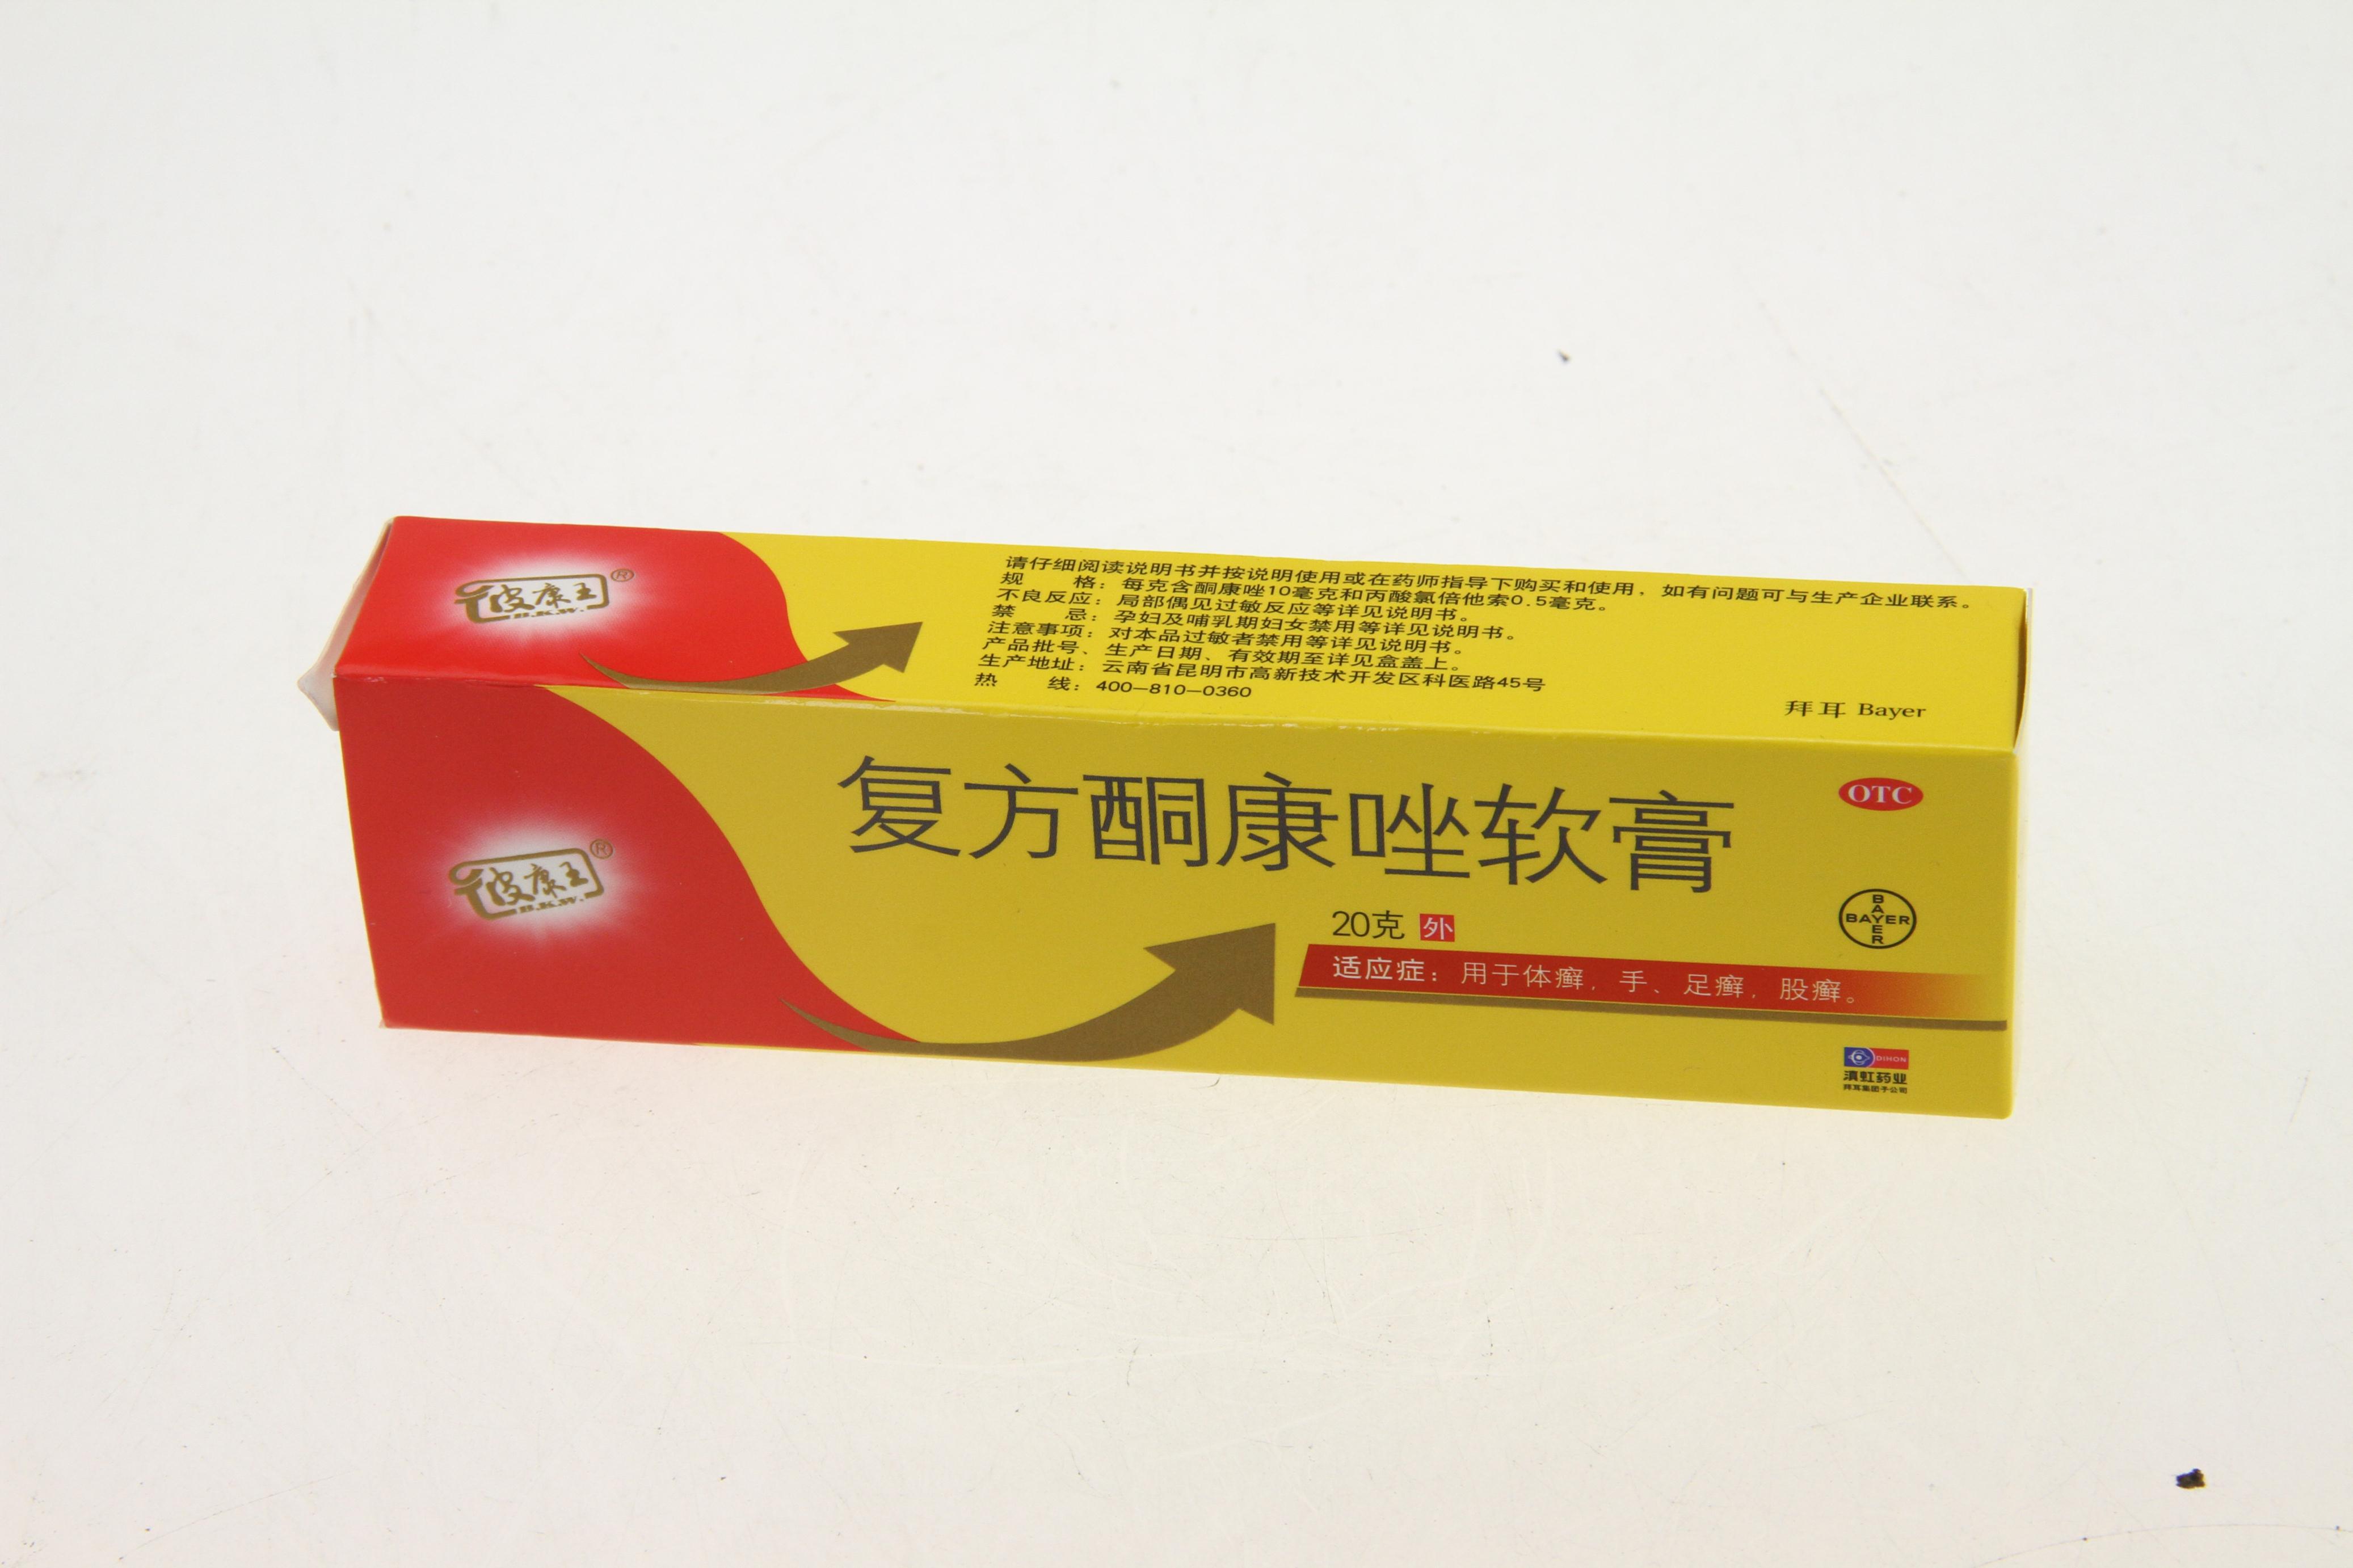 皮康王®
B.K.W.
请仔细阅读说明书并按说明使用或在药师指导下购买和使用，如有问题可与生产企业联系。
规 格：每克含酮康唑10毫克和丙酸氯倍他索0.5毫克。
不良反应：局部偶见过敏反应等详见说明书。
禁 忌：孕妇及哺乳期妇女禁用等详见说明书。
注意事项：对本品过敏者禁用等详见说明书。
产品批号、生产日期、有效期至详见盒盖上。
生产地址：云南省昆明市高新技术开发区科医路45号
热 线：400-810-0360
拜耳 Bayer
皮康王®
B.K.W.
复方酮康唑软膏
OTC
20克 外
BAYER
BAYER
适应症：用于体癣，手、足癣，股癣。
DIHON
滇虹药业
拜耳集团子公司